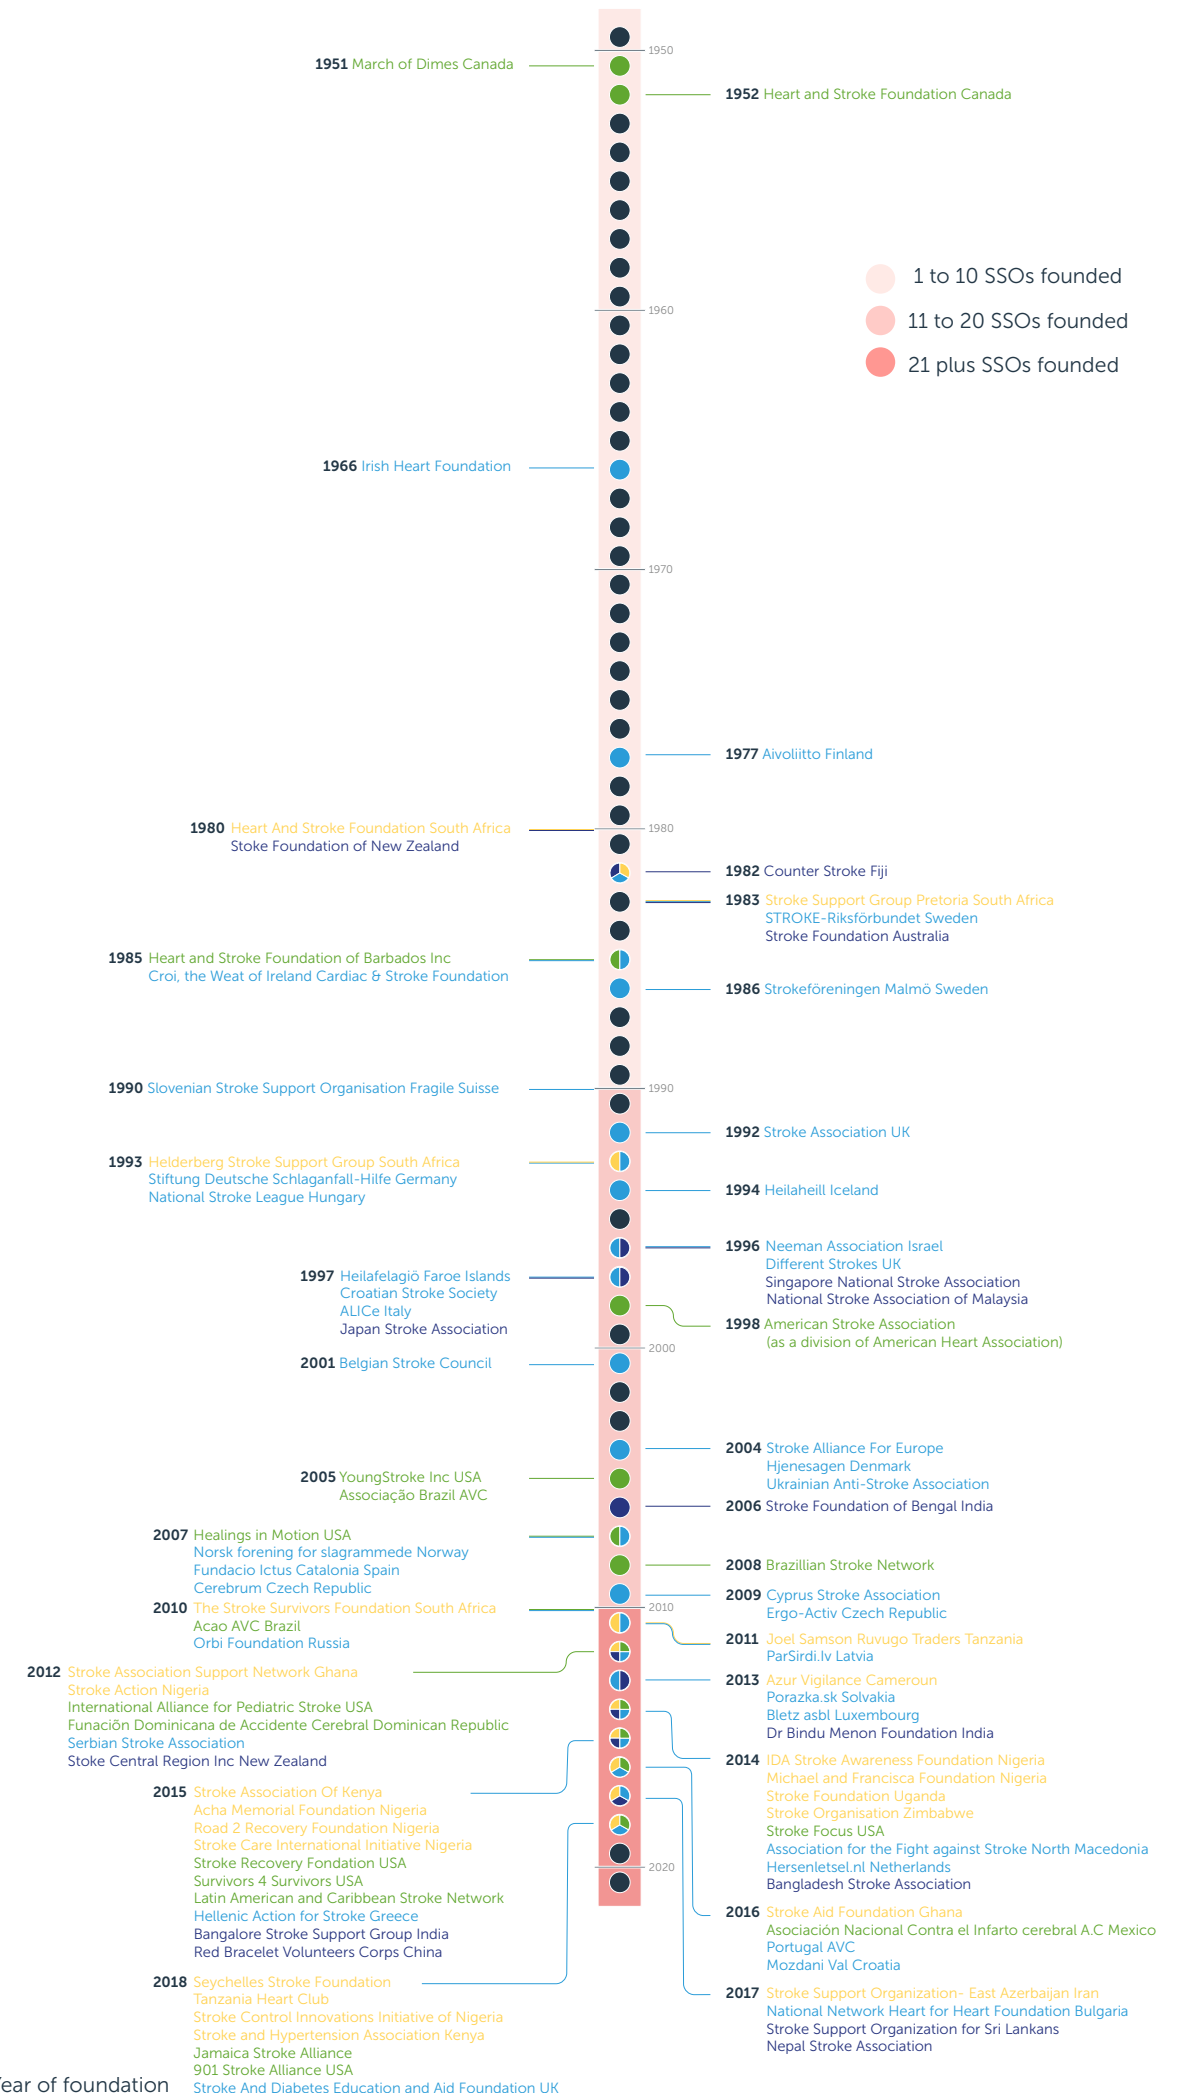 1950
1951 March of Dimes Canada
1952 Heart and Stroke Foundation Canada
1 to 10 SSOs founded
11 to 20 SSOs founded
21 plus SSOs founded
1960
1966 Irish Heart Foundation
1970
1977 Aivoliitto Finland
1980
1980 Heart And Stroke Foundation South Africa
Stoke Foundation of New Zealand
1982 Counter Stroke Fiji
1983 Stroke Support Group Pretoria South Africa
STROKE-Riksförbundet Sweden
Stroke Foundation Australia
1985 Heart and Stroke Foundation of Barbados Inc
Croi, the Weat of Ireland Cardiac & Stroke Foundation
1986 Strokeföreningen Malmö Sweden
1990 Slovenian Stroke Support Organisation Fragile Suisse
1990
1992 Stroke Association UK
1993 Helderberg Stroke Support Group South Africa
Stiftung Deutsche Schlaganfall-Hilfe Germany
National Stroke League Hungary
1994 Heilaheill Iceland
1996 Neeman Association Israel
Different Strokes UK
Singapore National Stroke Association
National Stroke Association of Malaysia
1997 Heilafelagiö Faroe Islands
Croatian Stroke Society
ALICe Italy
Japan Stroke Association
1998 American Stroke Association
(as a division of American Heart Association)
2000
2001 Belgian Stroke Council
2004 Stroke Alliance For Europe
Hjenesagen Denmark
Ukrainian Anti-Stroke Association
2005 YoungStroke Inc USA
Associação Brazil AVC
2006 Stroke Foundation of Bengal India
2007 Healings in Motion USA
Norsk forening for slagrammede Norway
Fundacio Ictus Catalonia Spain
Cerebrum Czech Republic
2008 Brazillian Stroke Network
2009 Cyprus Stroke Association
Ergo-Activ Czech Republic
2010
2010 The Stroke Survivors Foundation South Africa
Acao AVC Brazil
Orbi Foundation Russia
2011 Joel Samson Ruvugo Traders Tanzania
ParSirdi.lv Latvia
2012 Stroke Association Support Network Ghana
Stroke Action Nigeria
International Alliance for Pediatric Stroke USA
Funaciõn Dominicana de Accidente Cerebral Dominican Republic
Serbian Stroke Association
Stoke Central Region Inc New Zealand
2013 Azur Vigilance Cameroun
Porazka.sk Solvakia
Bletz asbl Luxembourg
Dr Bindu Menon Foundation India
2014 IDA Stroke Awareness Foundation Nigeria
Michael and Francisca Foundation Nigeria
Stroke Foundation Uganda
Stroke Organisation Zimbabwe
Stroke Focus USA
Association for the Fight against Stroke North Macedonia
Hersenletsel.nl Netherlands
Bangladesh Stroke Association
2015 Stroke Association Of Kenya
Acha Memorial Foundation Nigeria
Road 2 Recovery Foundation Nigeria
Stroke Care International Initiative Nigeria
Stroke Recovery Fondation USA
Survivors 4 Survivors USA
Latin American and Caribbean Stroke Network
Hellenic Action for Stroke Greece
Bangalore Stroke Support Group India
Red Bracelet Volunteers Corps China
2020
2016 Stroke Aid Foundation Ghana
Asociación Nacional Contra el Infarto cerebral A.C Mexico
Portugal AVC
Mozdani Val Croatia
2017 Stroke Support Organization- East Azerbaijan Iran
National Network Heart for Heart Foundation Bulgaria
Stroke Support Organization for Sri Lankans
Nepal Stroke Association
2018 Seychelles Stroke Foundation
Tanzania Heart Club
Stroke Control Innovations Initiative of Nigeria
Stroke and Hypertension Association Kenya
Jamaica Stroke Alliance
901 Stroke Alliance USA
Stroke And Diabetes Education and Aid Foundation UK
Year of foundation